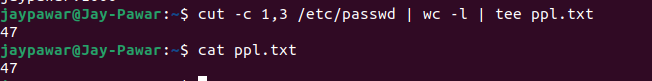 jaypawar@Jay-Pawar:~$ cut -c 1,3 /etc/passwd | wc -l | tee ppl.txt
47
jaypawar@Jay-Pawar:~$ cat ppl.txt
47